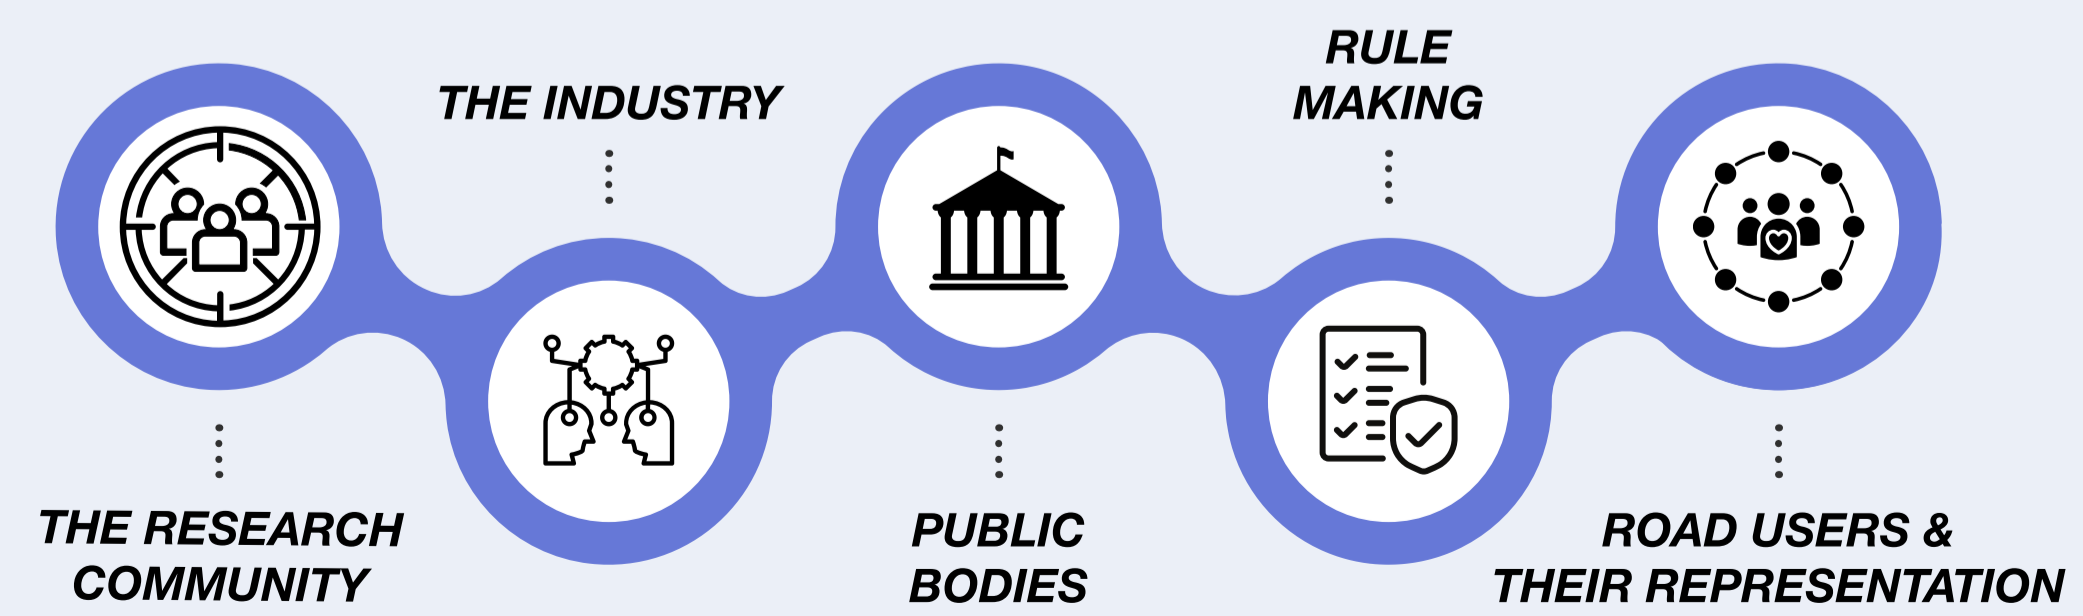 THE RESEARCH
COMMUNITY
THE INDUSTRY
PUBLIC
BODIES
RULE
MAKING
ROAD USERS &
THEIR REPRESENTATION